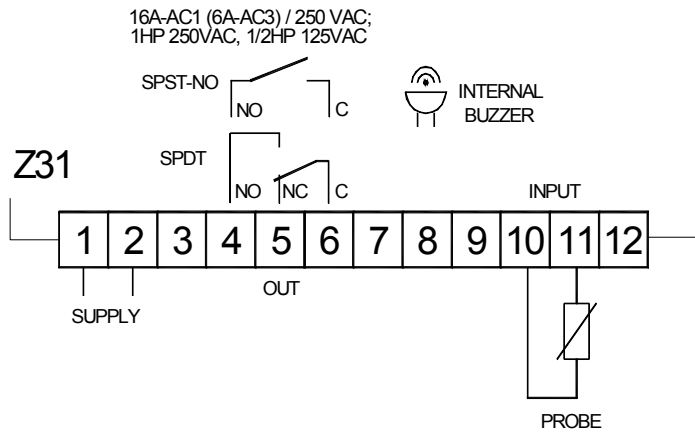 16A-AC1 (6A-AC3) / 250 VAC;
1HP 250VAC, 1/2HP 125VAC
SPST-NO
NO C
INTERNAL
BUZZER
SPDT
Z31
NO NC C
INPUT
1 2 3 4 5 6 7 8 9 10 11 12
OUT
SUPPLY
PROBE